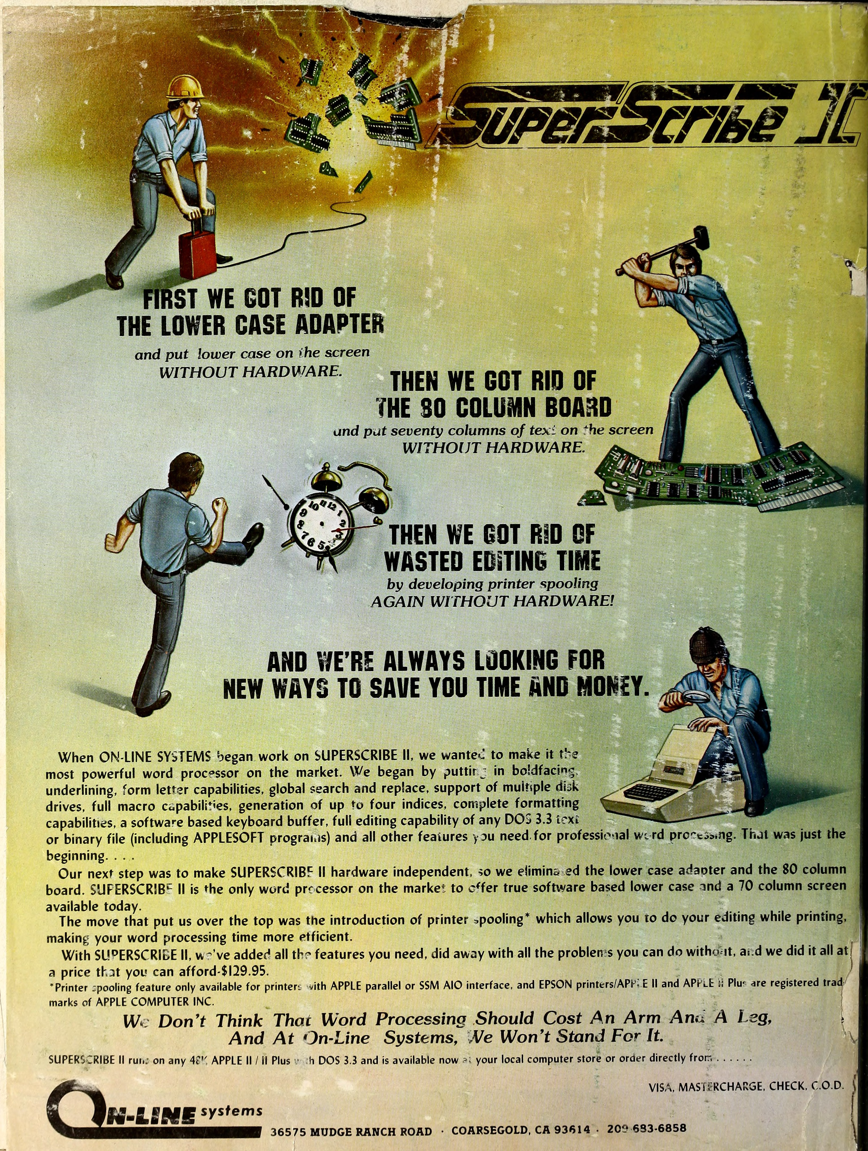 SuperScribe II
FIRST WE GOT RID OF
THE LOWER CASE ADAPTER
and put lower case on the screen
WITHOUT HARDWARE.
THEN WE GOT RID OF
THE 80 COLUMN BOARD
and put seventy columns of text on the screen
WITHOUT HARDWARE.
THEN WE GOT RID OF
WASTED EDITING TIME
by developing printer spooling
AGAIN WITHOUT HARDWARE!
AND WE'RE ALWAYS LOOKING FOR
NEW WAYS TO SAVE YOU TIME AND MONEY.
When ON-LINE SYSTEMS began work on SUPERSCRIBE II, we wanted to make it the
most powerful word processor on the market. We began by putting in boldfacing,
underlining, form letter capabilities, global search and replace, support of multiple disk
drives, full macro capabilities, generation of up to four indices, complete formatting
capabilities, a software based keyboard buffer, full editing capability of any DOS 3.3 text
or binary file (including APPLESOFT programs) and all other features you need for professional word processing. That was just the
beginning. . . .
Our next step was to make SUPERSCRIBE II hardware independent, so we eliminated the lower case adapter and the 80 column
board. SUPERSCRIBE II is the only word processor on the market to offer true software based lower case and a 70 column screen
available today.
The move that put us over the top was the introduction of printer spooling* which allows you to do your editing while printing,
making your word processing time more efficient.
With SUPERSCRIBE II, we've added all the features you need, did away with all the problems you can do without, and we did it all at
a price that you can afford-$129.95.
*Printer spooling feature only available for printers with APPLE parallel or SSM AIO interface, and EPSON printers/APPLE II and APPLE II Plus are registered trad
marks of APPLE COMPUTER INC.
We Don't Think That Word Processing Should Cost An Arm And A Leg,
And At On-Line Systems, We Won't Stand For It.
SUPERSCRIBE II runs on any 48K APPLE II / II Plus with DOS 3.3 and is available now at your local computer store or order directly from . . . . . .
VISA, MASTERCHARGE, CHECK, C.O.D.
ON-LINE systems
36575 MUDGE RANCH ROAD · COARSEGOLD, CA 93614 · 209-683-6858